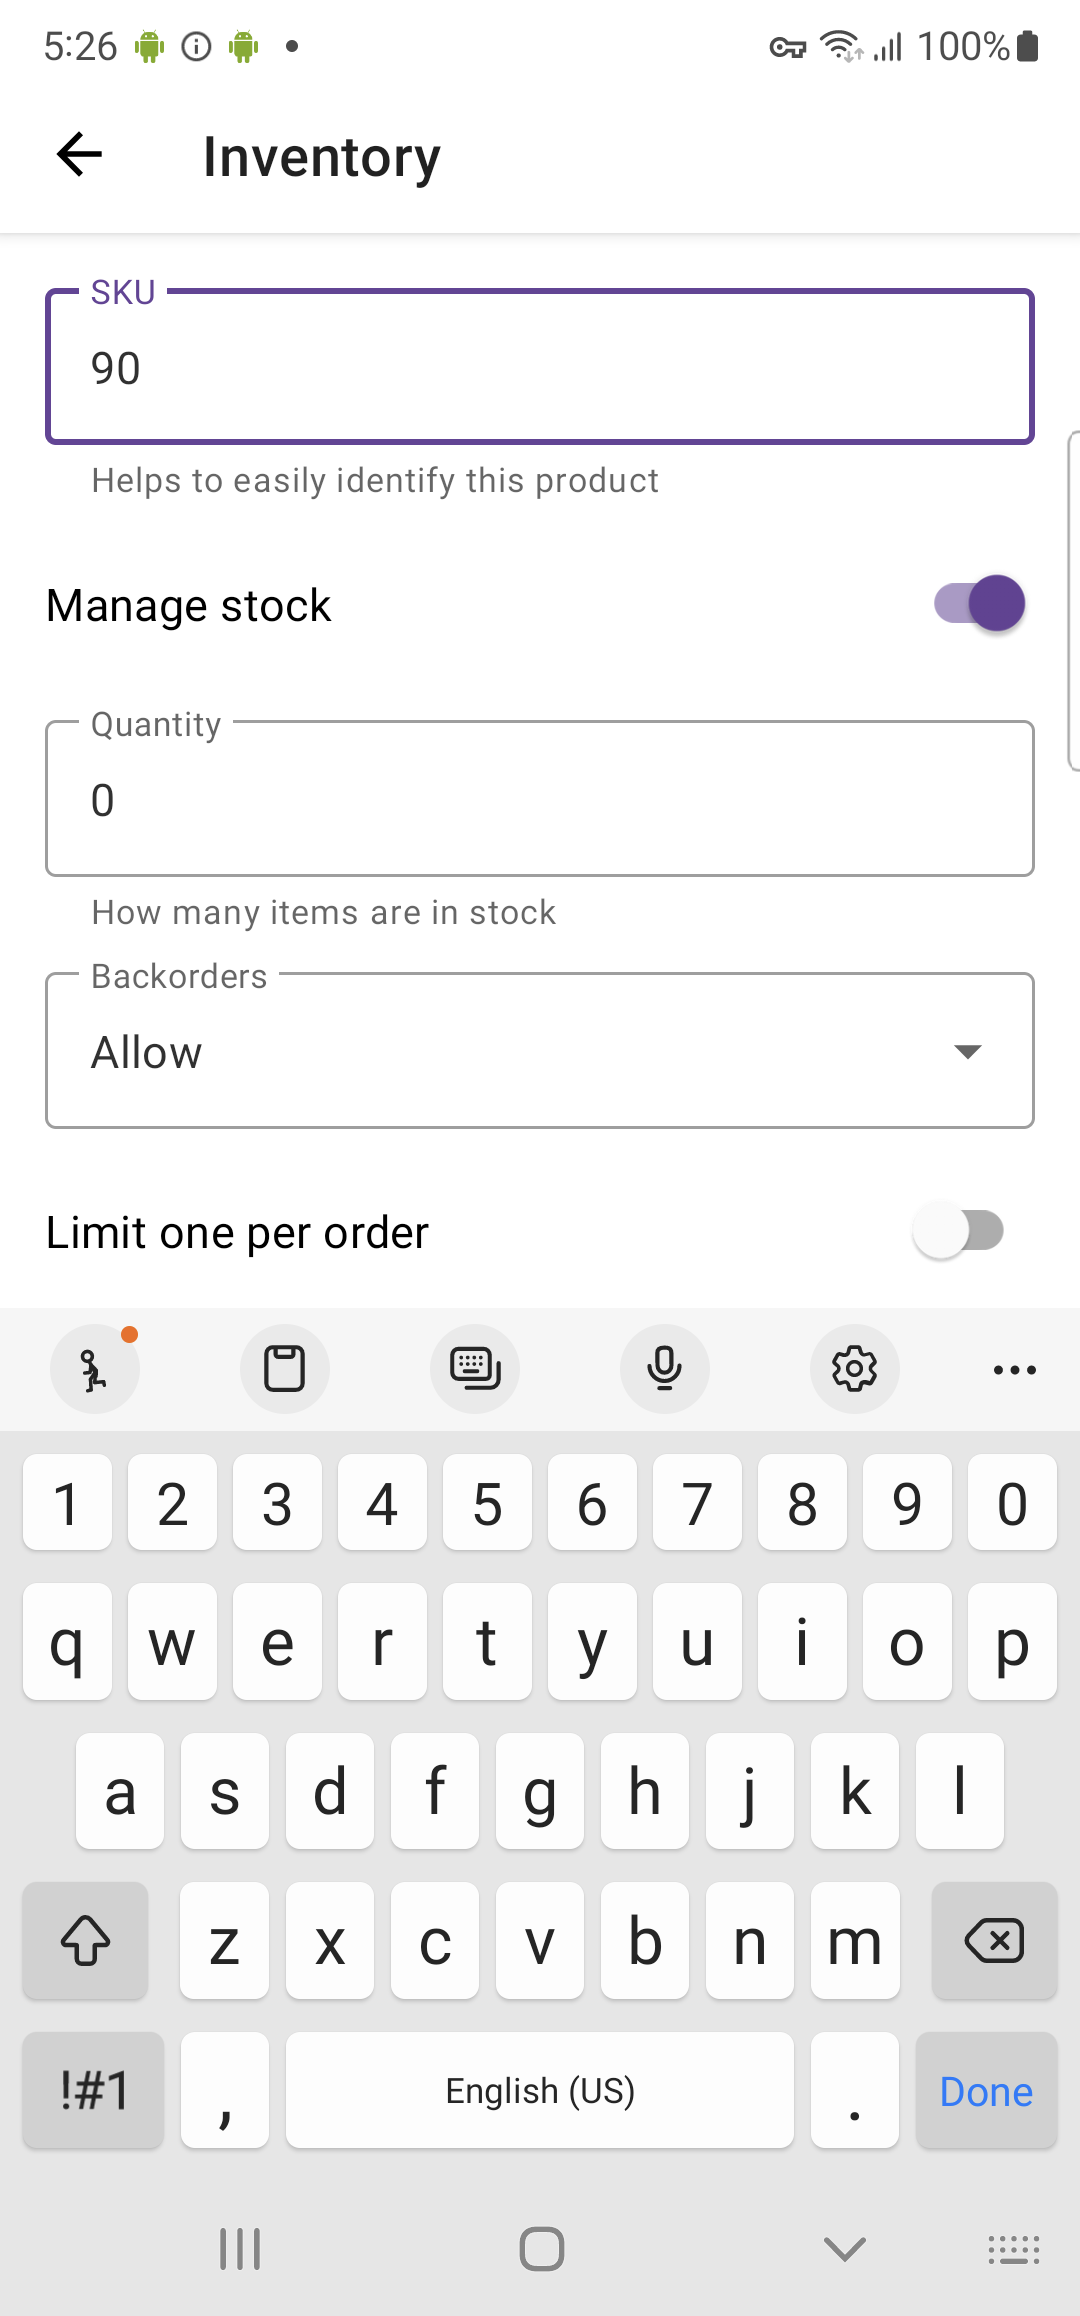 5:26 100%
Inventory
SKU
90
Helps to easily identify this product
Manage stock
Quantity
0
How many items are in stock
Backorders
Allow
Limit one per order
1 2 3 4 5 6 7 8 9 0
q w e r t y u i o p
a s d f g h j k l
z x c v b n m
!#1 , English (US) . Done